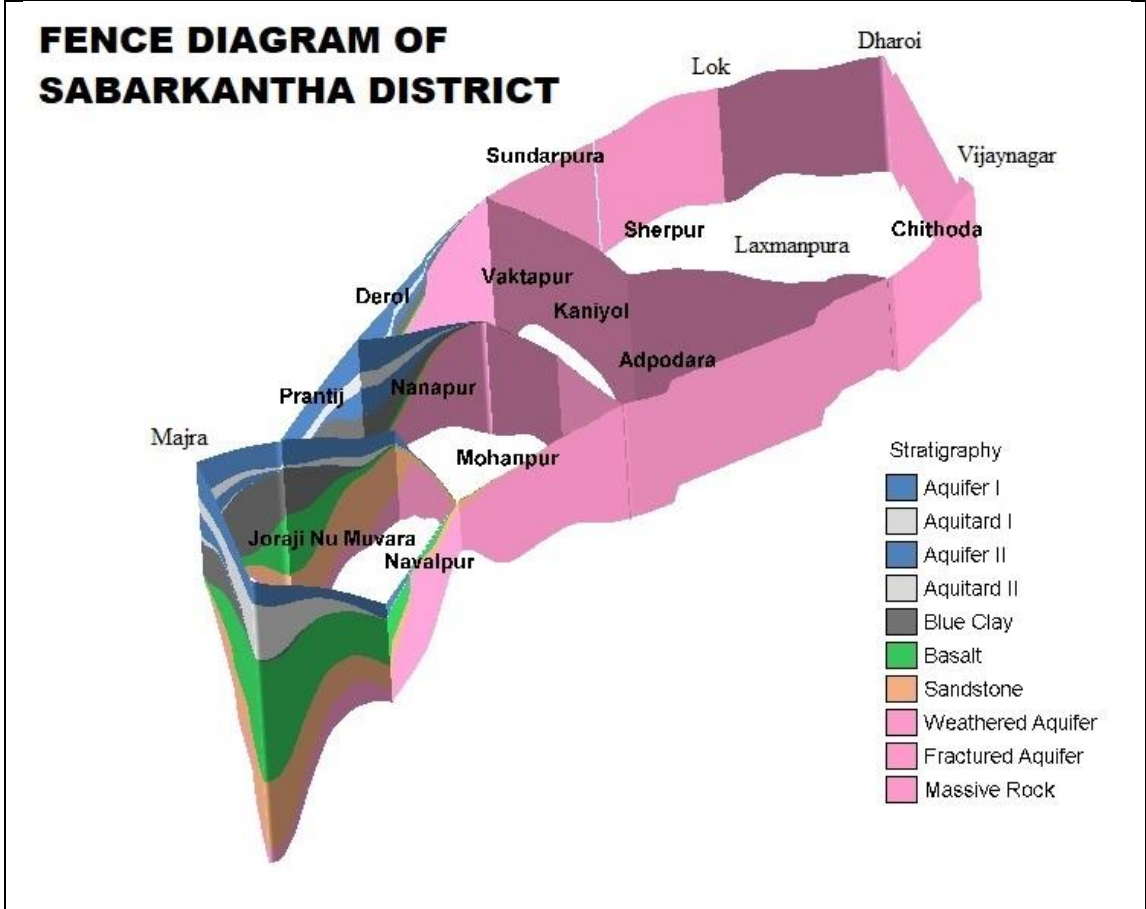 FENCE DIAGRAM OF
SABARKANTHA DISTRICT
Dharoi
Lok
Vijaynagar
Sundarpura
Sherpur
Chithoda
Laxmanpura
Vaktapur
Derol
Kaniyol
Adpodara
Nanapur
Prantij
Majra
Mohanpur
Joraji Nu Muvara
Navalpur
Stratigraphy
Aquifer I
Aquitard I
Aquifer II
Aquitard II
Blue Clay
Basalt
Sandstone
Weathered Aquifer
Fractured Aquifer
Massive Rock